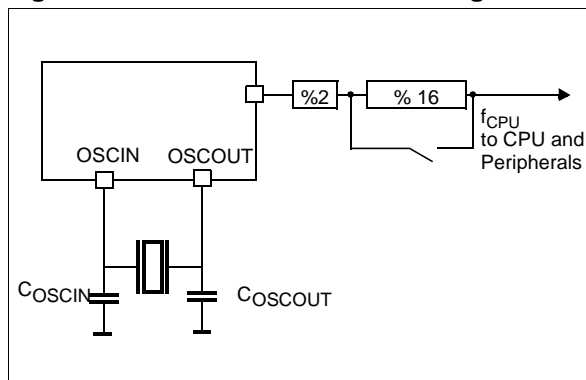 %2
% 16
fCPU
to CPU and
Peripherals
OSCIN
OSCOUT
COSCIN
COSCOUT